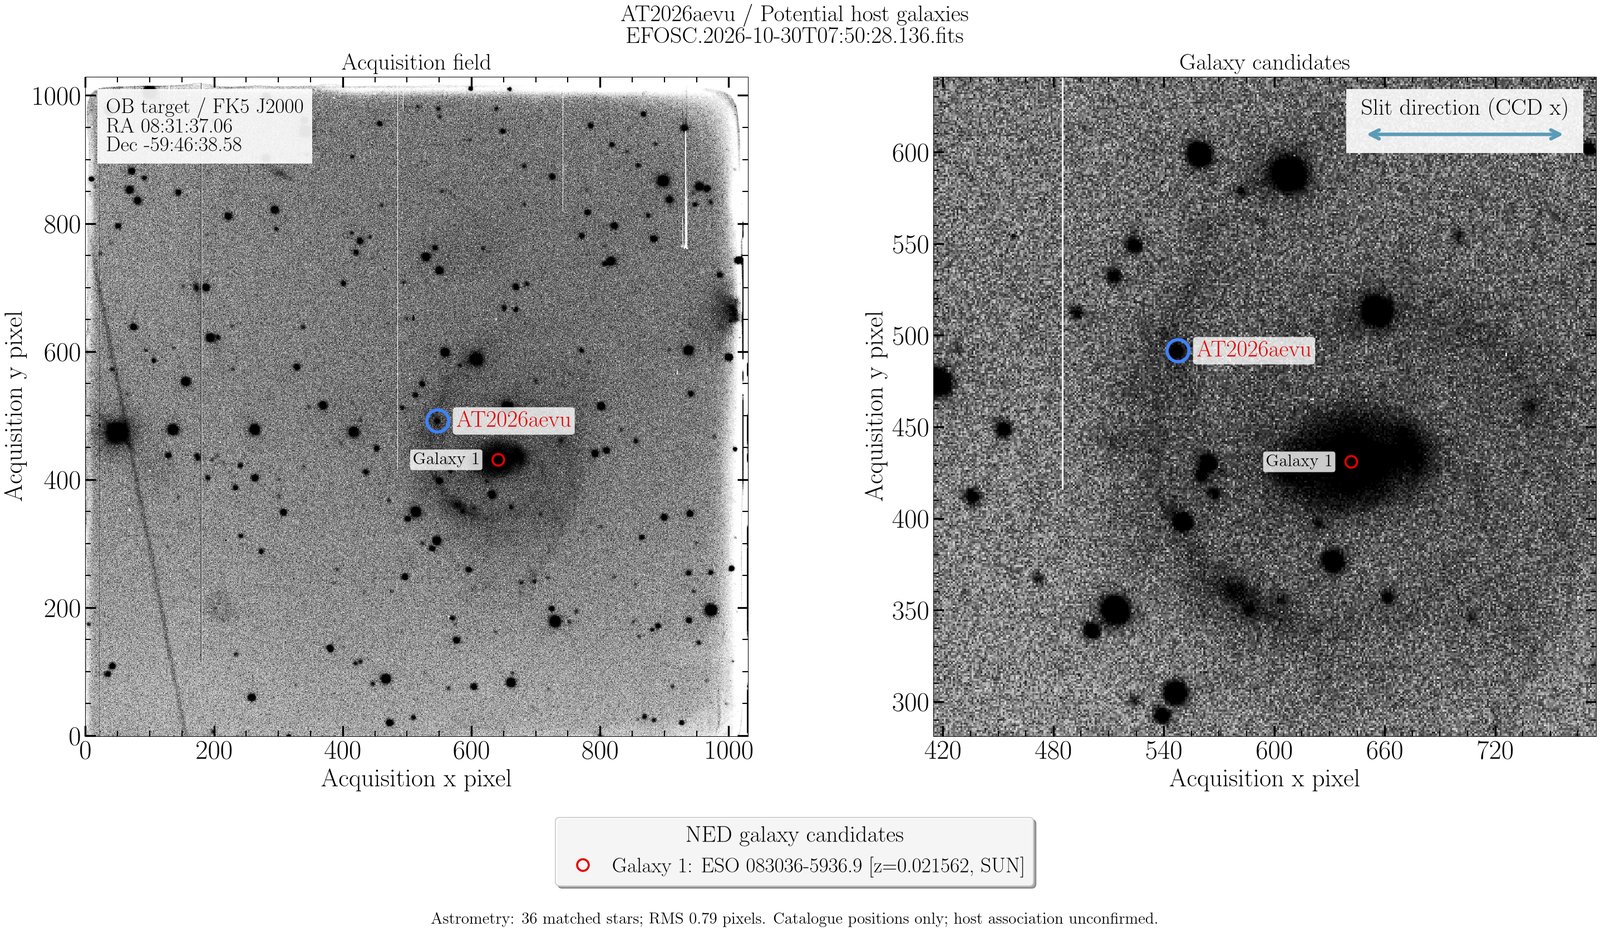 AT2026aevu / Potential host galaxies
EFOSC.2026-10-30T07:50:28.136.fits
Acquisition field
OB target / FK5 J2000
RA 08:31:37.06
Dec -59:46:38.58
AT2026aevu
Galaxy 1
1000
800
600
400
200
0
0 200 400 600 800 1000
Acquisition x pixel
Acquisition y pixel
Galaxy candidates
Slit direction (CCD x)
AT2026aevu
Galaxy 1
600
550
500
450
400
350
300
420 480 540 600 660 720
Acquisition x pixel
Acquisition y pixel
NED galaxy candidates
Galaxy 1: ESO 083036-5936.9 [z=0.021562, SUN]
Astrometry: 36 matched stars; RMS 0.79 pixels. Catalogue positions only; host association unconfirmed.